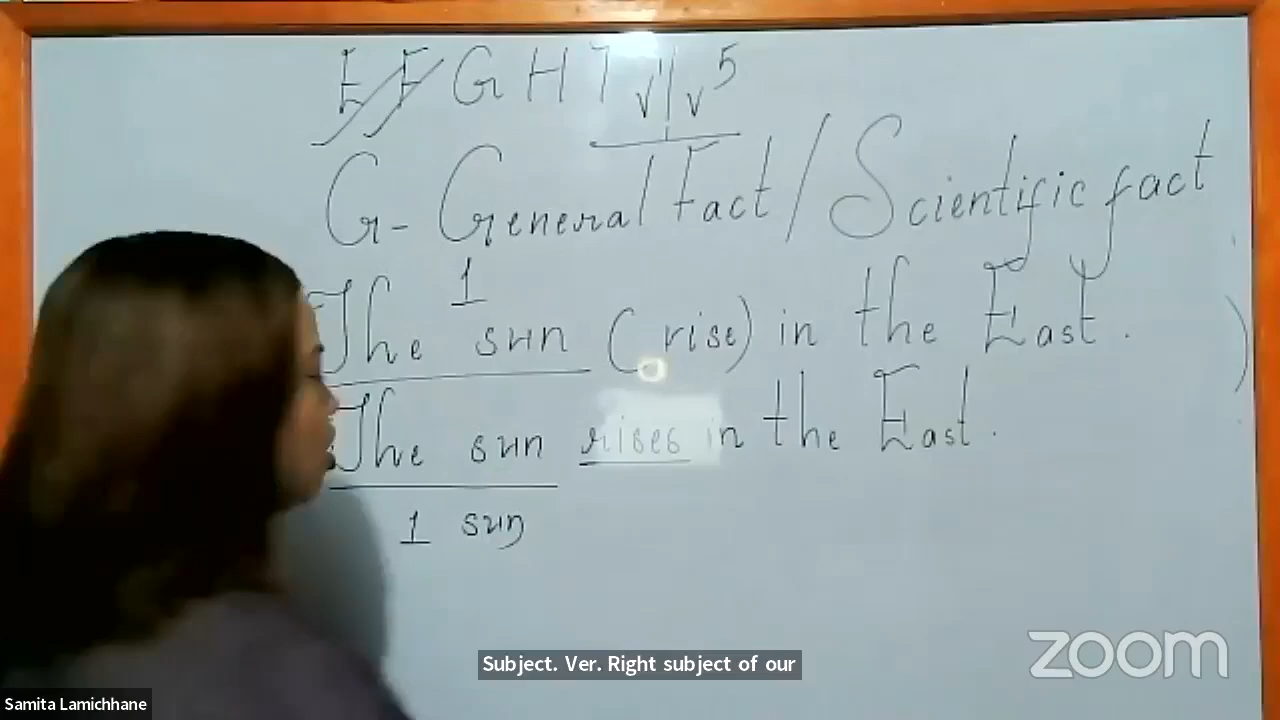 E F G H I V1/V5
G- General Fact / Scientific fact
1
The sun (rise) in the East.
The sun rises in the East.
1 sun
Subject. Ver. Right subject of our
zoom
Samita Lamichhane